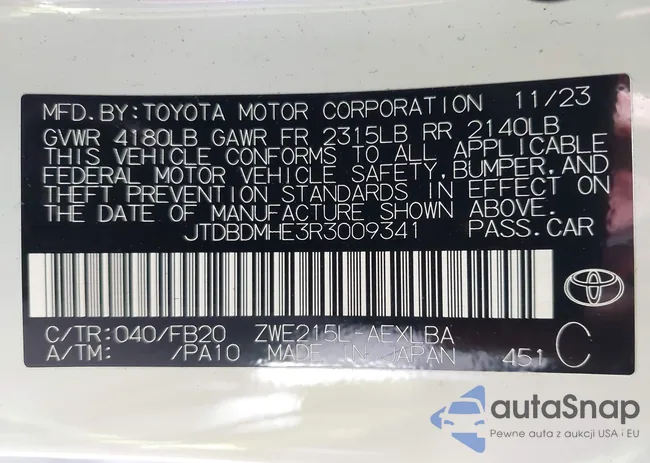 MFD. BY: TOYOTA MOTOR CORPORATION 11/23
GVWR 4180LB GAWR FR 2315LB RR 2140LB
THIS VEHICLE CONFORMS TO ALL APPLICABLE
FEDERAL MOTOR VEHICLE SAFETY, BUMPER, AND
THEFT PREVENTION STANDARDS IN EFFECT ON
THE DATE OF MANUFACTURE SHOWN ABOVE.
JTDBDMHE3R3009341 PASS. CAR
C/TR: 040/FB20 ZWE215L-AEXLBA
A/TM: /PA10 MADE IN JAPAN 451 C
autaSnap
Pewne auta z aukcji USA i EU